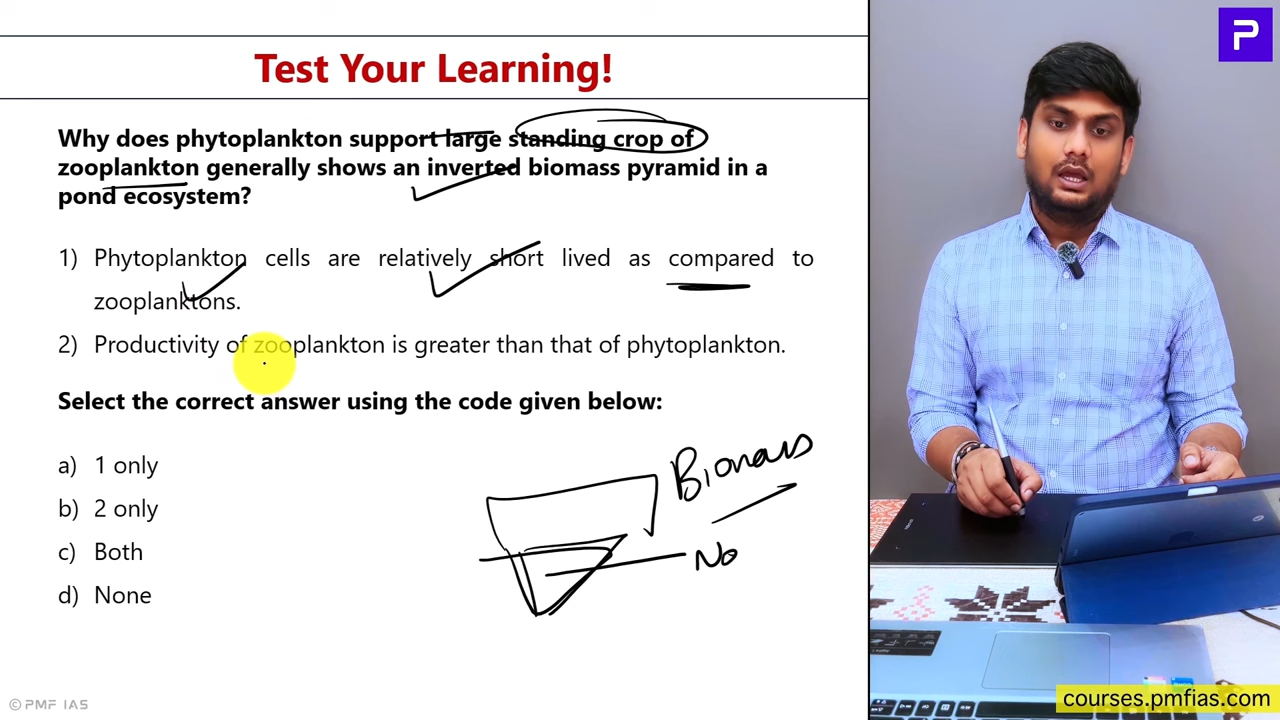 P
Test Your Learning!
Why does phytoplankton support large standing crop of
zooplankton generally shows an inverted biomass pyramid in a
pond ecosystem?
1) Phytoplankton cells are relatively short lived as compared to
zooplanktons.
2) Productivity of zooplankton is greater than that of phytoplankton.
Select the correct answer using the code given below:
a) 1 only
b) 2 only
c) Both
d) None
Biomass
No
© PMF IAS
courses.pmfias.com